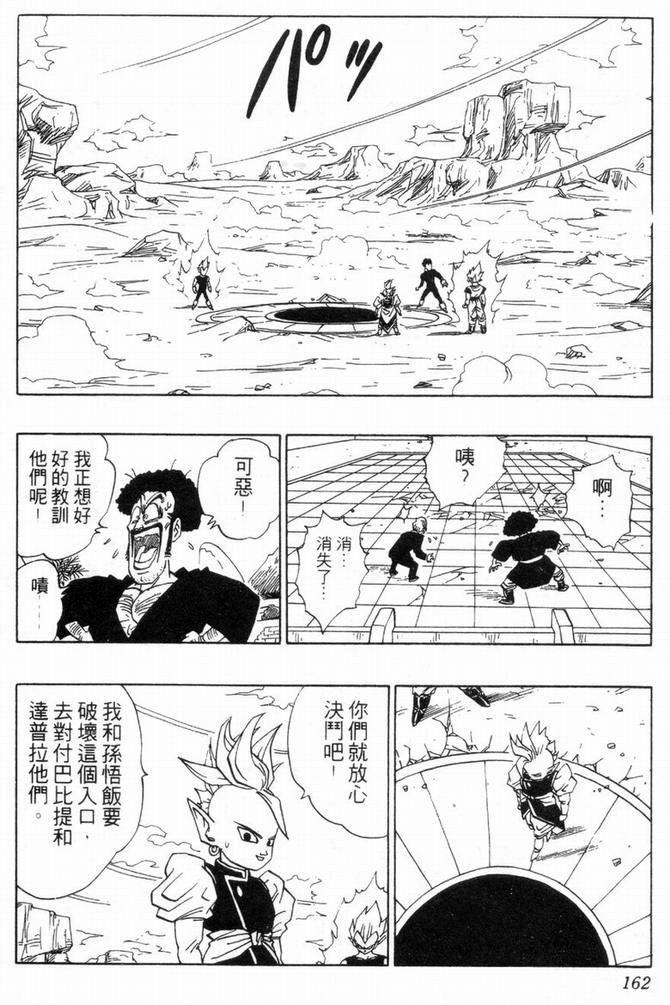 パッ
啊…
咦?
消…
消失了…
可惡!
我正想好
好的教訓
他們呢!
嘖…
你們就放心
決鬥吧!
我和孫悟飯要
破壞這個入口,
去對付巴比提和
達普拉他們。
162